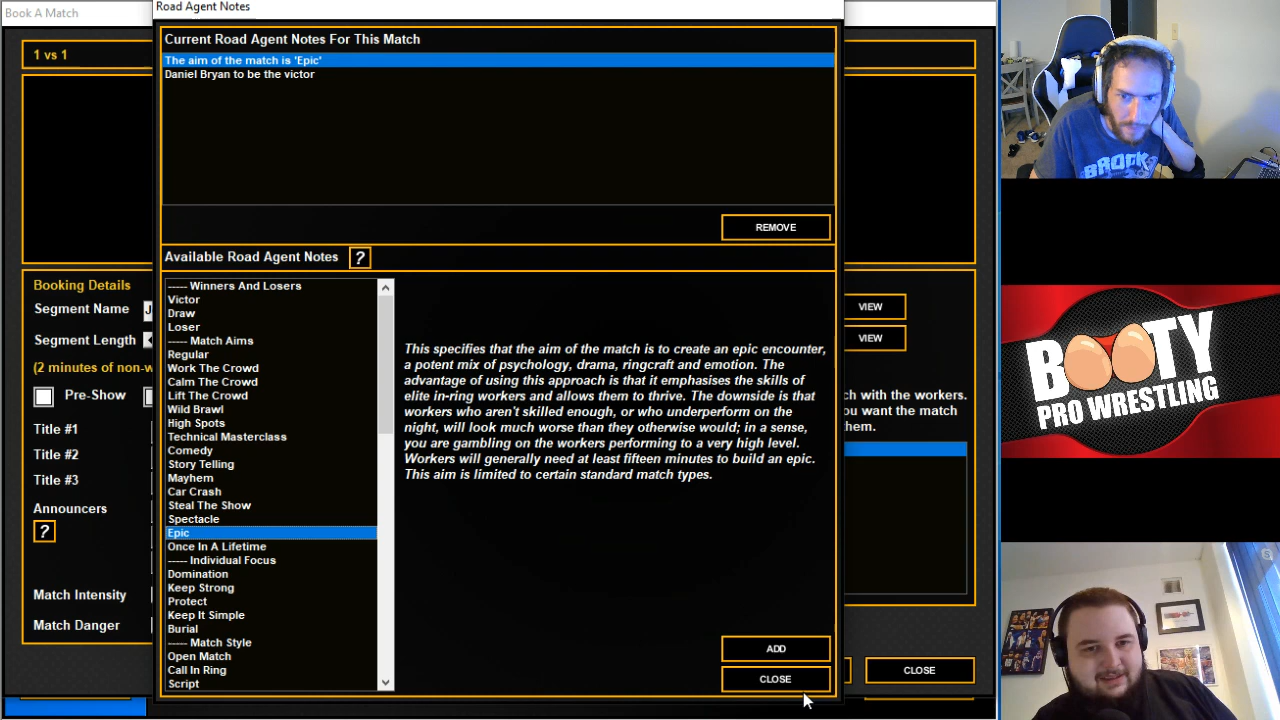 Book A Match
Road Agent Notes
1 vs 1
Current Road Agent Notes For This Match
The aim of the match is 'Epic'
Daniel Bryan to be the victor
REMOVE
Available Road Agent Notes ?
----- Winners And Losers
Victor
Draw
Loser
----- Match Aims
Regular
Work The Crowd
Calm The Crowd
Lift The Crowd
Wild Brawl
High Spots
Technical Masterclass
Comedy
Story Telling
Mayhem
Car Crash
Steal The Show
Spectacle
Epic
Once In A Lifetime
----- Individual Focus
Domination
Keep Strong
Protect
Keep It Simple
Burial
----- Match Style
Open Match
Call In Ring
Script
This specifies that the aim of the match is to create an epic encounter,
a potent mix of psychology, drama, ringcraft and emotion. The
advantage of using this approach is that it emphasises the skills of
elite in-ring workers and allows them to thrive. The downside is that
workers who aren't skilled enough, or who underperform on the
night, will look much worse than they otherwise would; in a sense,
you are gambling on the workers performing to a very high level.
Workers will generally need at least fifteen minutes to build an epic.
This aim is limited to certain standard match types.
ADD
CLOSE
Booking Details
Segment Name J
Segment Length
(2 minutes of non-w
Pre-Show
Title #1
Title #2
Title #3
Announcers
?
Match Intensity
Match Danger
VIEW
VIEW
ch with the workers.
ou want the match
them.
CLOSE
BROCK
BOOTY
PRO WRESTLING